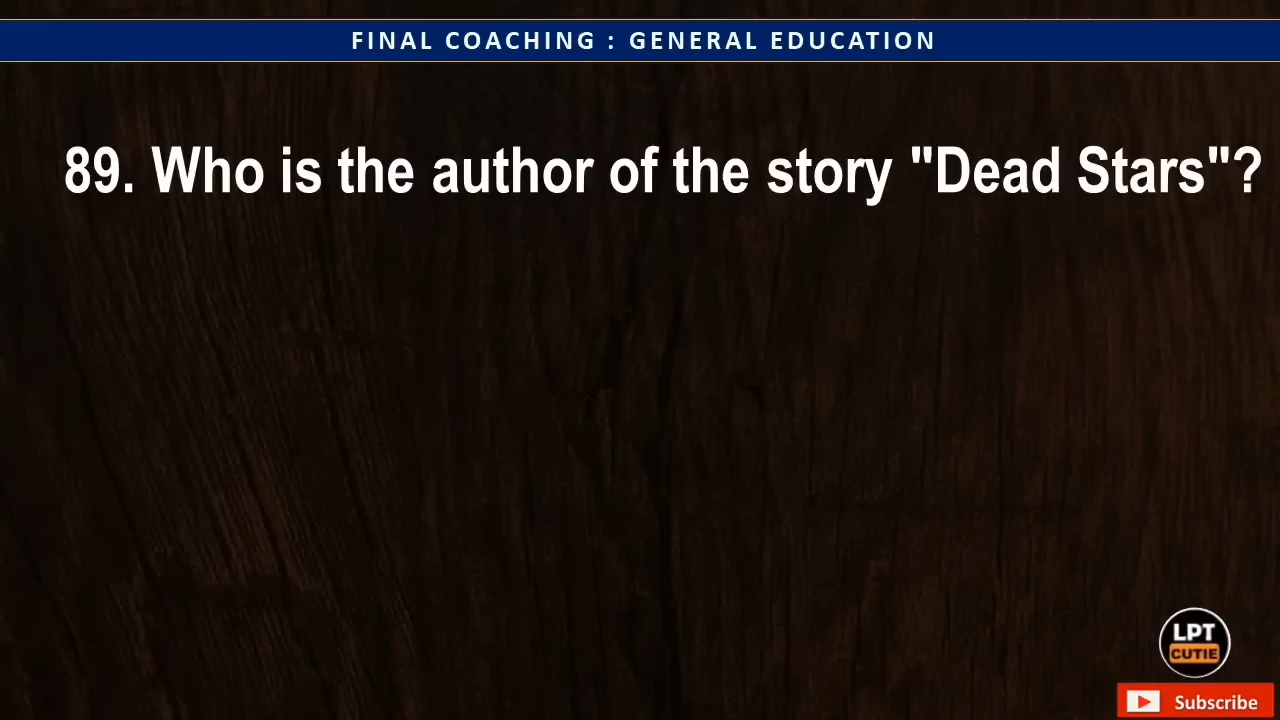 FINAL COACHING : GENERAL EDUCATION
89. Who is the author of the story "Dead Stars"?
LPT
CUTIE
Subscribe